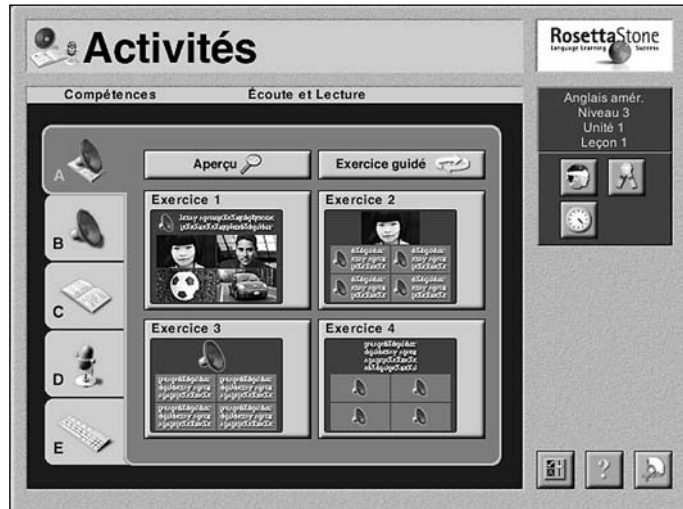 Activités
RosettaStone
Language Learning Success
Compétences
Écoute et Lecture
Anglais amér.
Niveau 3
Unité 1
Leçon 1
A
Aperçu
Exercice guidé
B
C
D
E
Exercice 1
Exercice 2
Exercice 3
Exercice 4